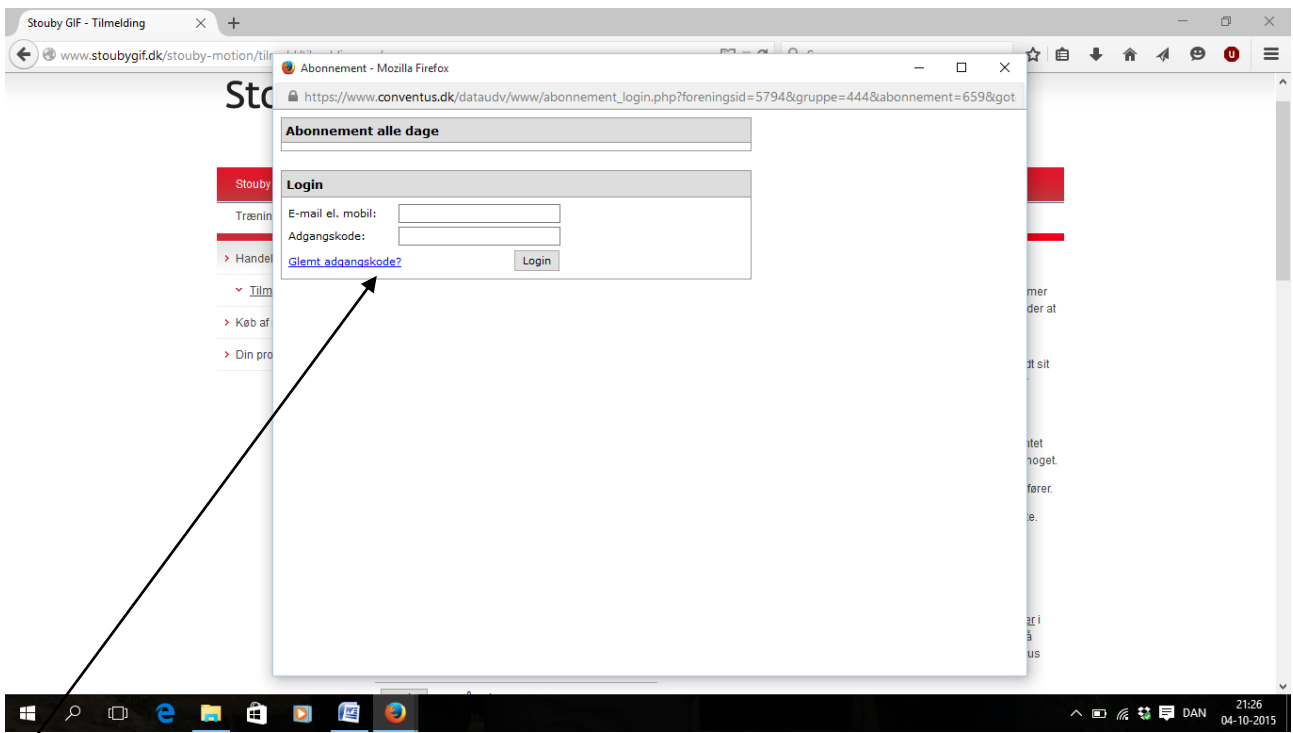 Stouby GIF - Tilmelding
www.stoubygif.dk/stouby-motion/
Abonnement - Mozilla Firefox
https://www.conventus.dk/dataudv/www/abonnement_login.php?foreningsid=5794&gruppe=444&abonnement=659&got
Abonnement alle dage
Login
E-mail el. mobil:
Adgangskode:
Glemt adgangskode?
Login
Sto
Stouby
Trænin
Handel
Tilm
Køb af
Din pro
mer
der at
dt sit
ntet
noget.
fører.
te.
er i
å
us
DAN
21:26
04-10-2015